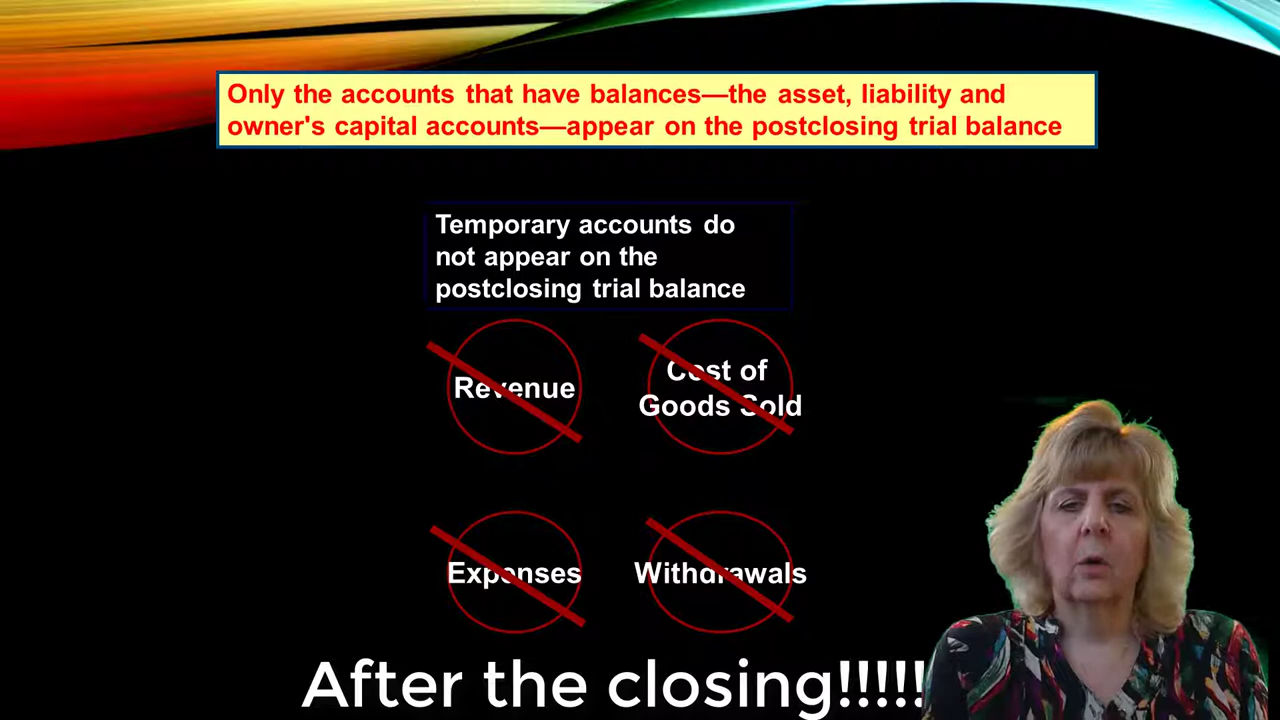 Only the accounts that have balances—the asset, liability and
owner's capital accounts—appear on the postclosing trial balance
Temporary accounts do
not appear on the
postclosing trial balance
Revenue
Cost of
Goods Sold
Expenses
Withdrawals
After the closing!!!!!